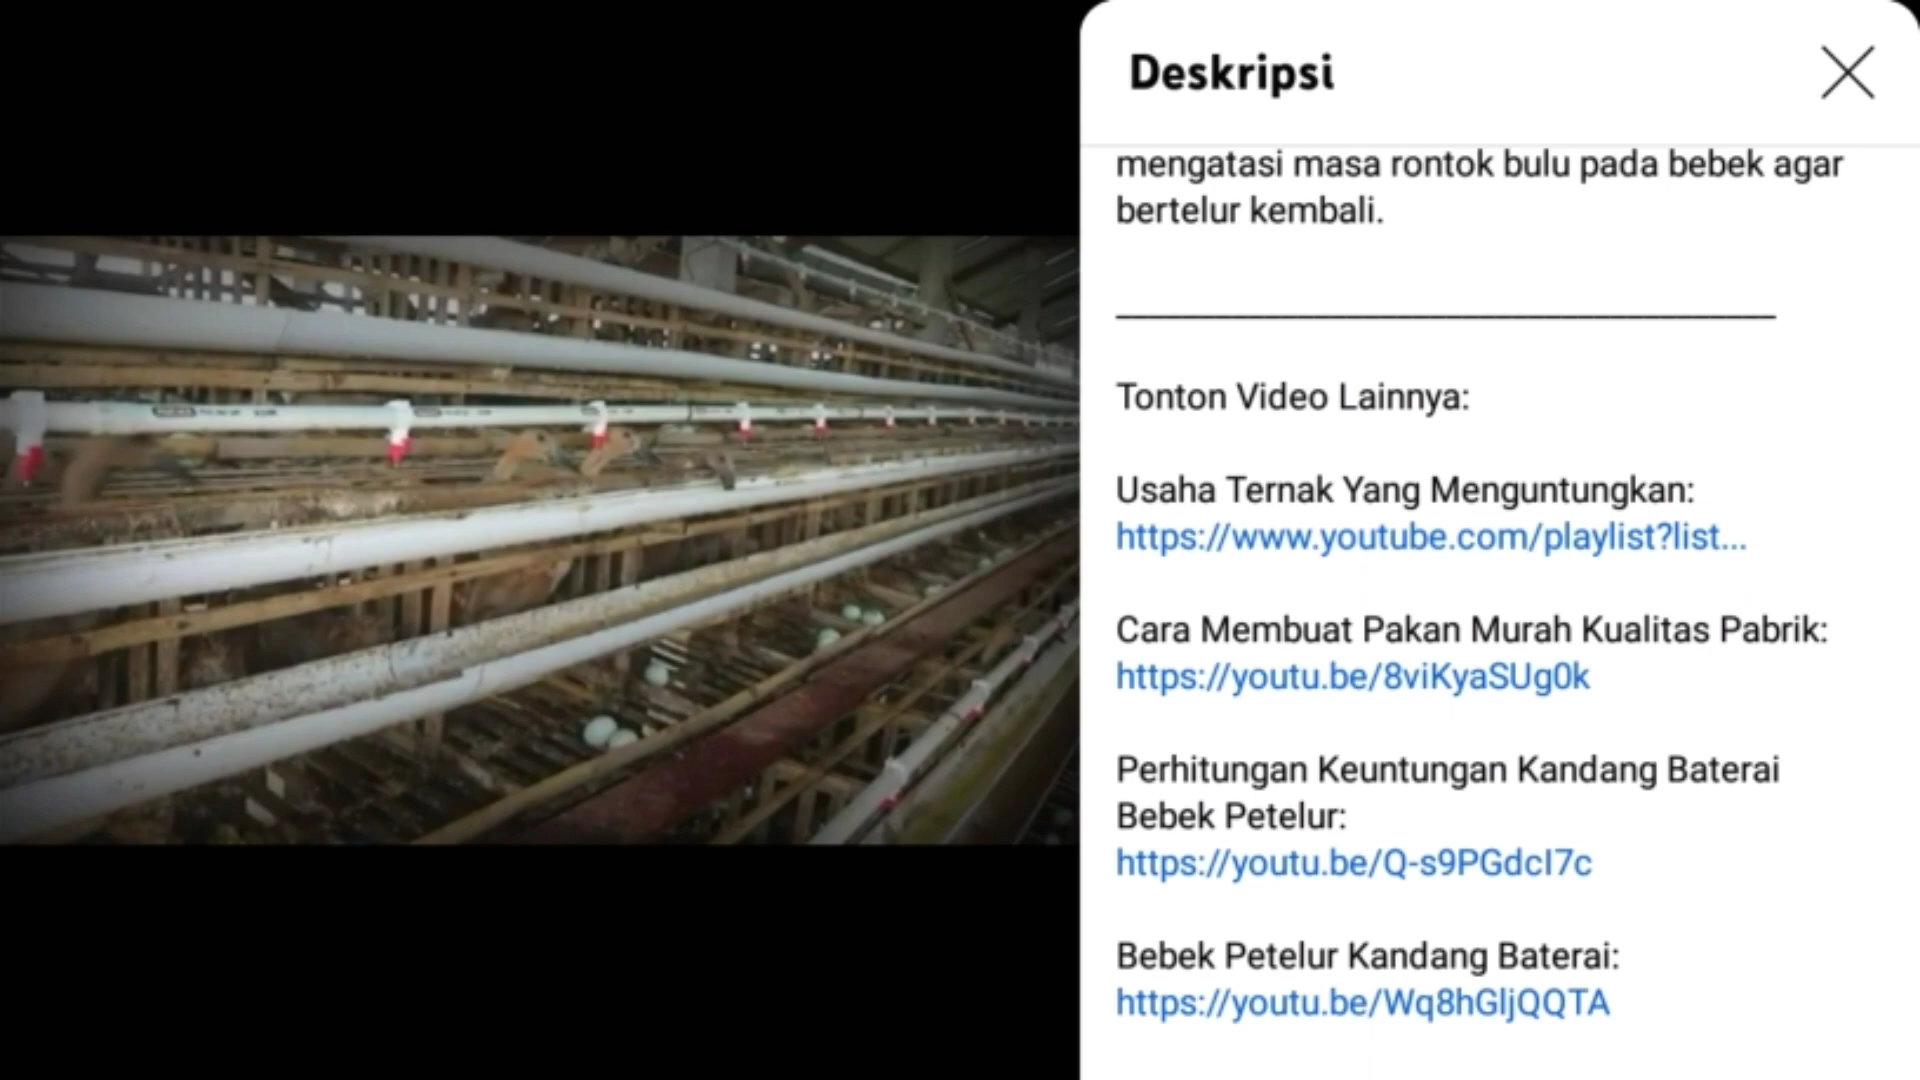 Deskripsi
mengatasi masa rontok bulu pada bebek agar
bertelur kembali.
Tonton Video Lainnya:
Usaha Ternak Yang Menguntungkan:
https://www.youtube.com/playlist?list...
Cara Membuat Pakan Murah Kualitas Pabrik:
https://youtu.be/8viKyaSUg0k
Perhitungan Keuntungan Kandang Baterai
Bebek Petelur:
https://youtu.be/Q-s9PGdcI7c
Bebek Petelur Kandang Baterai:
https://youtu.be/Wq8hGljQQTA